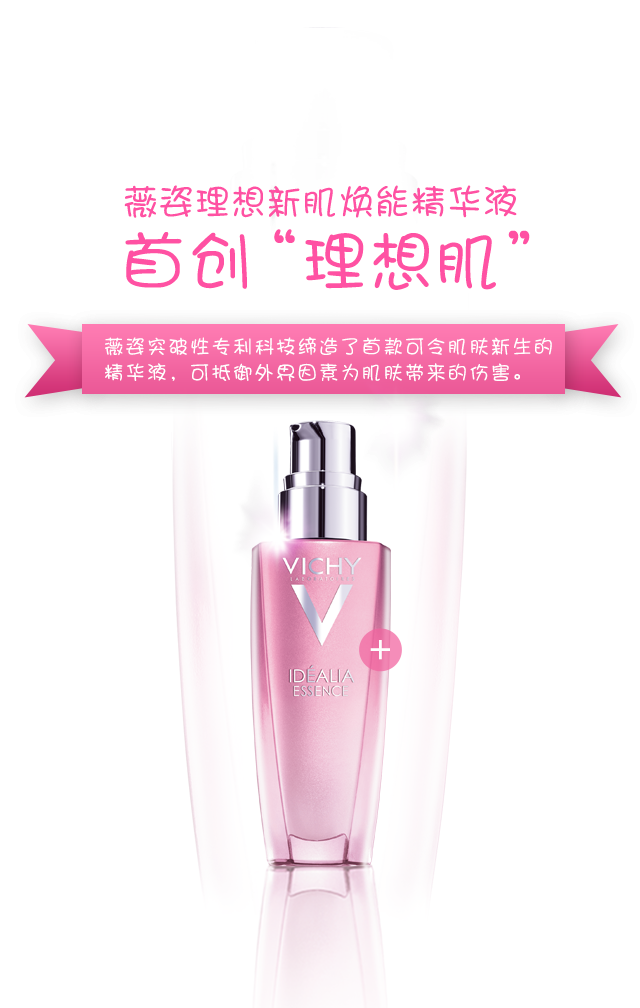 薇姿理想新肌焕能精华液
首创“理想肌”
薇姿突破性专利科技缔造了首款可令肌肤新生的
精华液，可抵御外界因素为肌肤带来的伤害。
VICHY
LABORATOIRES
V
+
IDÉALIA
ESSENCE